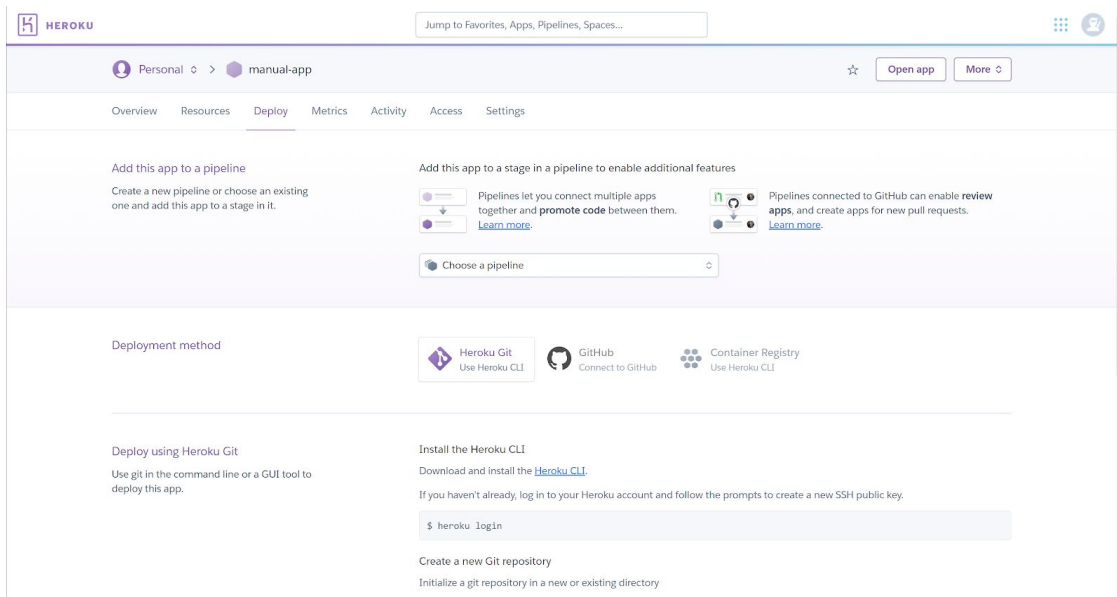 HEROKU
Jump to Favorites, Apps, Pipelines, Spaces...
Personal > manual-app
Open app
More
Overview Resources Deploy Metrics Activity Access Settings
Add this app to a pipeline
Create a new pipeline or choose an existing
one and add this app to a stage in it.
Add this app to a stage in a pipeline to enable additional features
Pipelines let you connect multiple apps
together and promote code between them.
Learn more.
Pipelines connected to GitHub can enable review
apps, and create apps for new pull requests.
Learn more.
Choose a pipeline
Deployment method
Heroku Git
Use Heroku CLI
GitHub
Connect to GitHub
Container Registry
Use Heroku CLI
Deploy using Heroku Git
Use git in the command line or a GUI tool to
deploy this app.
Install the Heroku CLI
Download and install the Heroku CLI.
If you haven't already, log in to your Heroku account and follow the prompts to create a new SSH public key.
$ heroku login
Create a new Git repository
Initialize a git repository in a new or existing directory